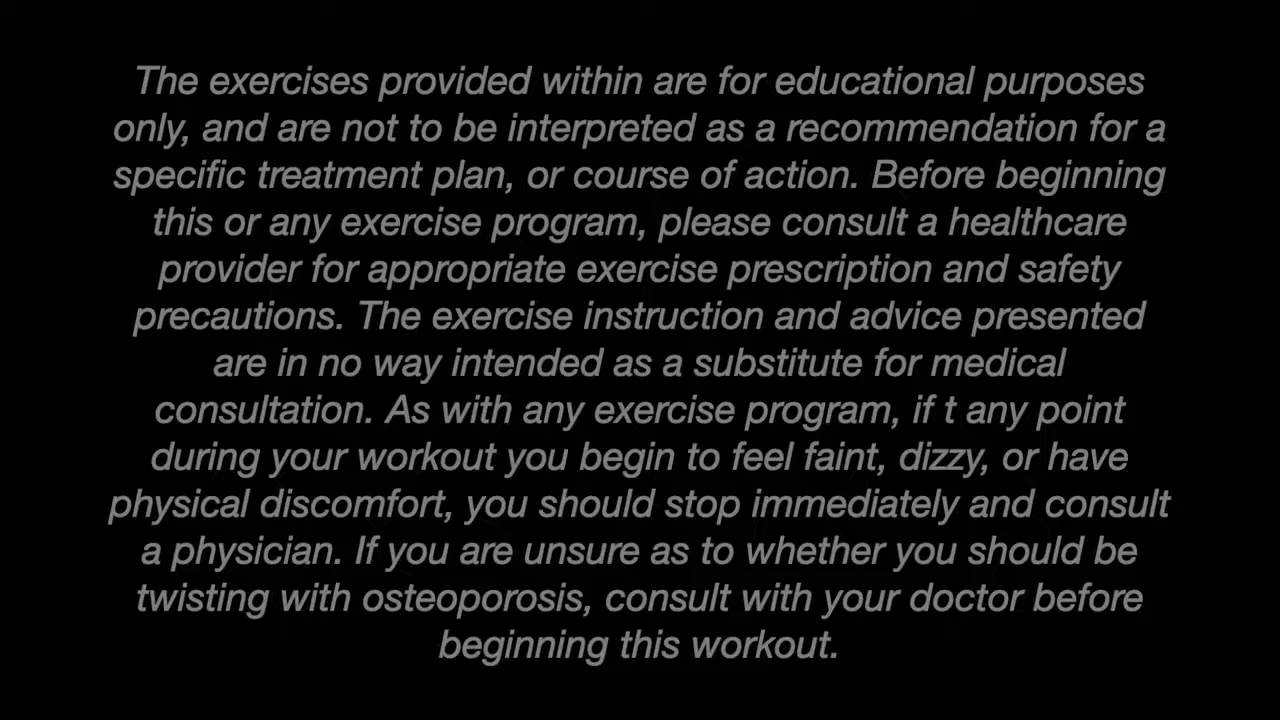 The exercises provided within are for educational purposes
only, and are not to be interpreted as a recommendation for a
specific treatment plan, or course of action. Before beginning
this or any exercise program, please consult a healthcare
provider for appropriate exercise prescription and safety
precautions. The exercise instruction and advice presented
are in no way intended as a substitute for medical
consultation. As with any exercise program, if t any point
during your workout you begin to feel faint, dizzy, or have
physical discomfort, you should stop immediately and consult
a physician. If you are unsure as to whether you should be
twisting with osteoporosis, consult with your doctor before
beginning this workout.